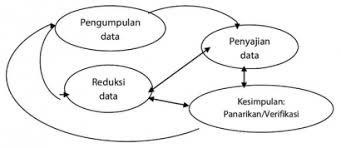 Pengumpulan
data
Penyajian
data
Reduksi
data
Kesimpulan:
Panarikan/Verifikasi